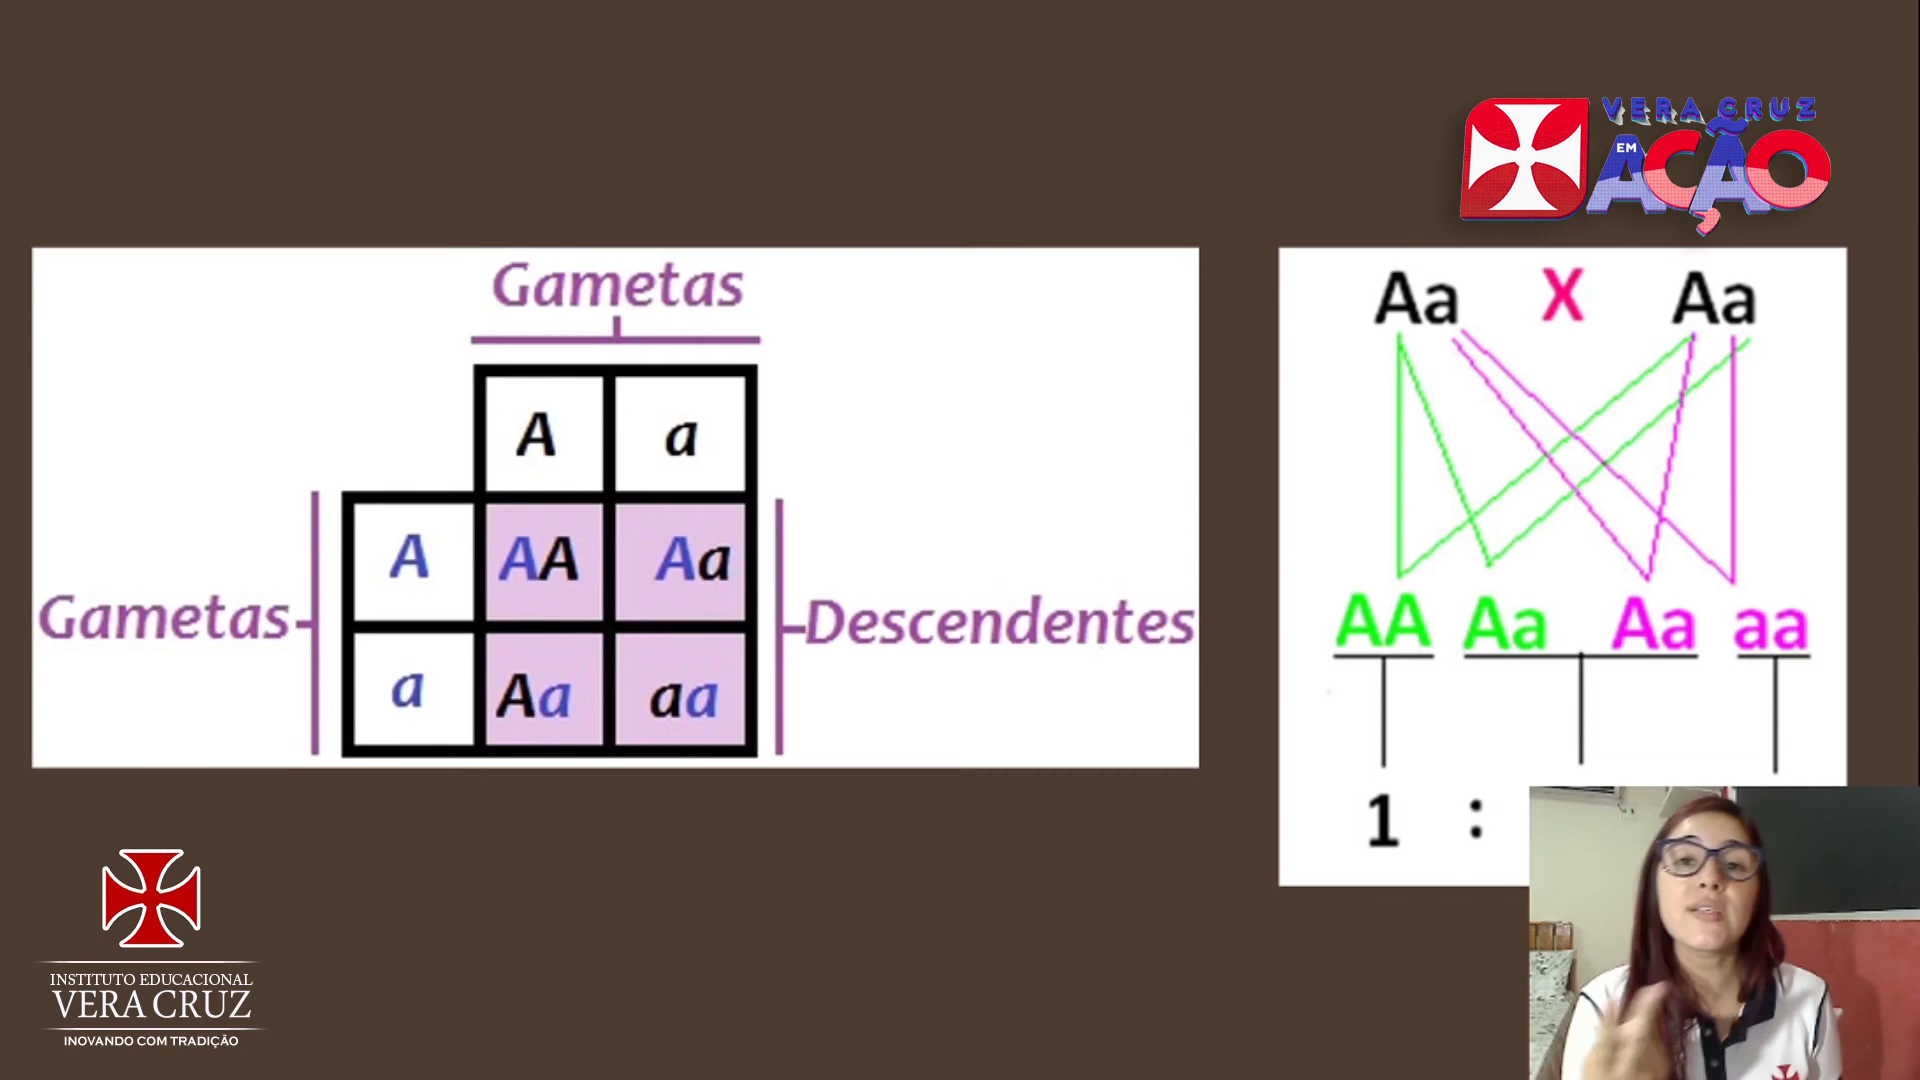 VERA CRUZ
EM
AÇÃO
Gametas
A a
A AA Aa
Gametas
Descendentes
a Aa aa
Aa X Aa
AA Aa Aa aa
1 :
INSTITUTO EDUCACIONAL
VERA CRUZ
INOVANDO COM TRADIÇÃO